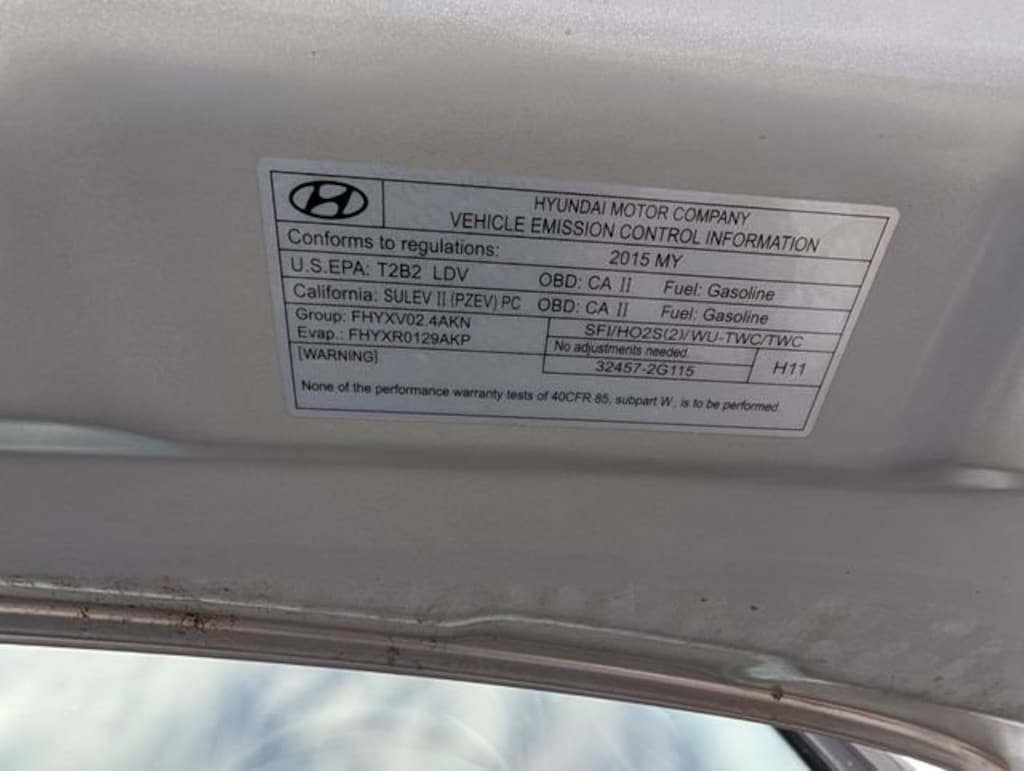 HYUNDAI MOTOR COMPANY
VEHICLE EMISSION CONTROL INFORMATION
Conforms to regulations: 2015 MY
U.S.EPA: T2B2 LDV OBD: CA II Fuel: Gasoline
California: SULEV II (PZEV) PC OBD: CA II Fuel: Gasoline
Group: FHYXV02.4AKN
Evap.: FHYXR0129AKP
SFI/HO2S(2)/WU-TWC/TWC
No adjustments needed.
32457-2G115
H11
[WARNING]
None of the performance warranty tests of 40CFR 85, subpart W, is to be performed.